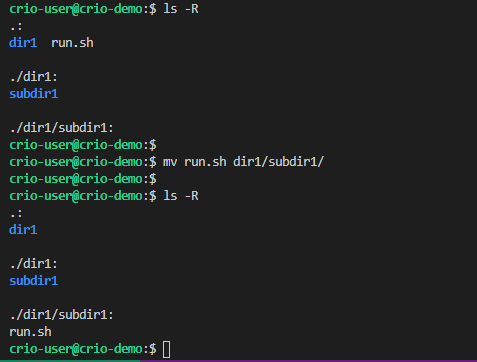 crio-user@crio-demo:$ ls -R
.:
dir1  run.sh

./dir1:
subdir1

./dir1/subdir1:
crio-user@crio-demo:$
crio-user@crio-demo:$ mv run.sh dir1/subdir1/
crio-user@crio-demo:$
crio-user@crio-demo:$ ls -R
.:
dir1

./dir1:
subdir1

./dir1/subdir1:
run.sh
crio-user@crio-demo:$